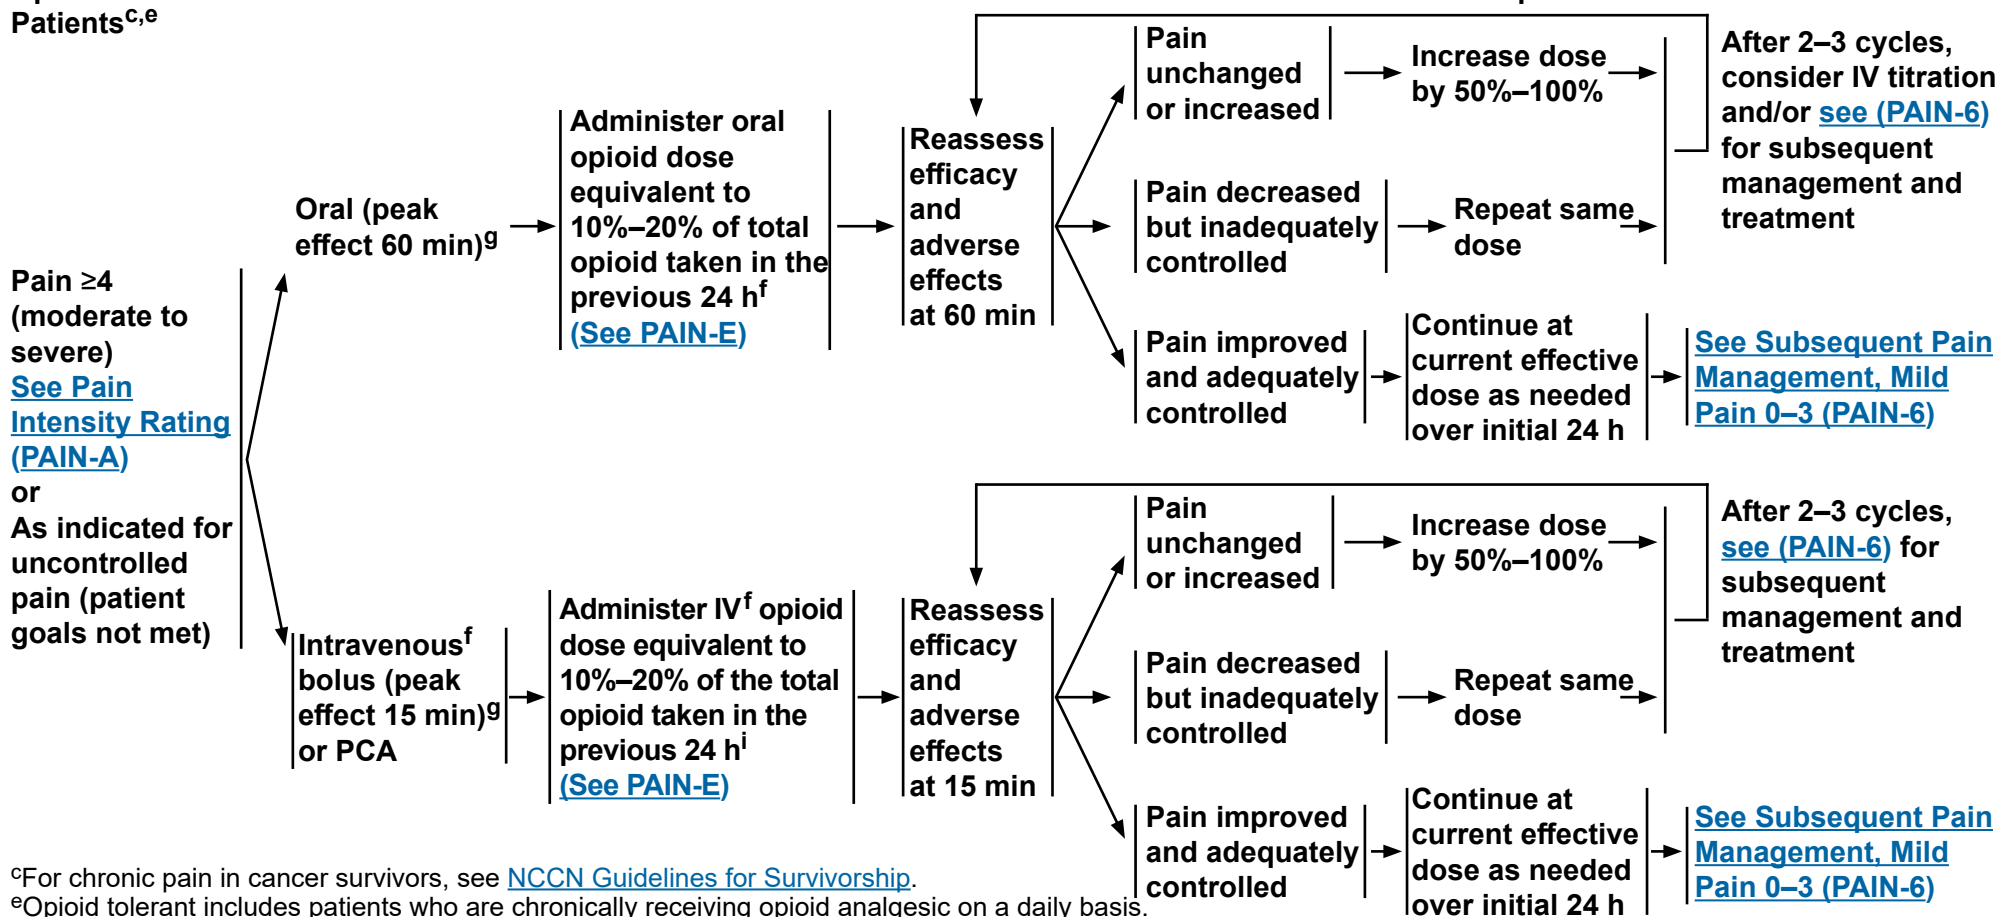 Patientsc,e
Pain ≥4
(moderate to
severe)
See Pain
Intensity Rating
(PAIN-A)
or
As indicated for
uncontrolled
pain (patient
goals not met)
Oral (peak
effect 60 min)g
Administer oral
opioid dose
equivalent to
10%–20% of total
opioid taken in the
previous 24 hf
(See PAIN-E)
Reassess
efficacy
and
adverse
effects
at 60 min
Pain
unchanged
or increased
Increase dose
by 50%–100%
Pain decreased
but inadequately
controlled
Repeat same
dose
After 2–3 cycles,
consider IV titration
and/or see (PAIN-6)
for subsequent
management and
treatment
Pain improved
and adequately
controlled
Continue at
current effective
dose as needed
over initial 24 h
See Subsequent Pain
Management, Mild
Pain 0–3 (PAIN-6)
Intravenousf
bolus (peak
effect 15 min)g
or PCA
Administer IVf opioid
dose equivalent to
10%–20% of the total
opioid taken in the
previous 24 hi
(See PAIN-E)
Reassess
efficacy
and
adverse
effects
at 15 min
Pain
unchanged
or increased
Increase dose
by 50%–100%
Pain decreased
but inadequately
controlled
Repeat same
dose
After 2–3 cycles,
see (PAIN-6) for
subsequent
management and
treatment
Pain improved
and adequately
controlled
Continue at
current effective
dose as needed
over initial 24 h
See Subsequent Pain
Management, Mild
Pain 0–3 (PAIN-6)
cFor chronic pain in cancer survivors, see NCCN Guidelines for Survivorship.
eOpioid tolerant includes patients who are chronically receiving opioid analgesic on a daily basis.